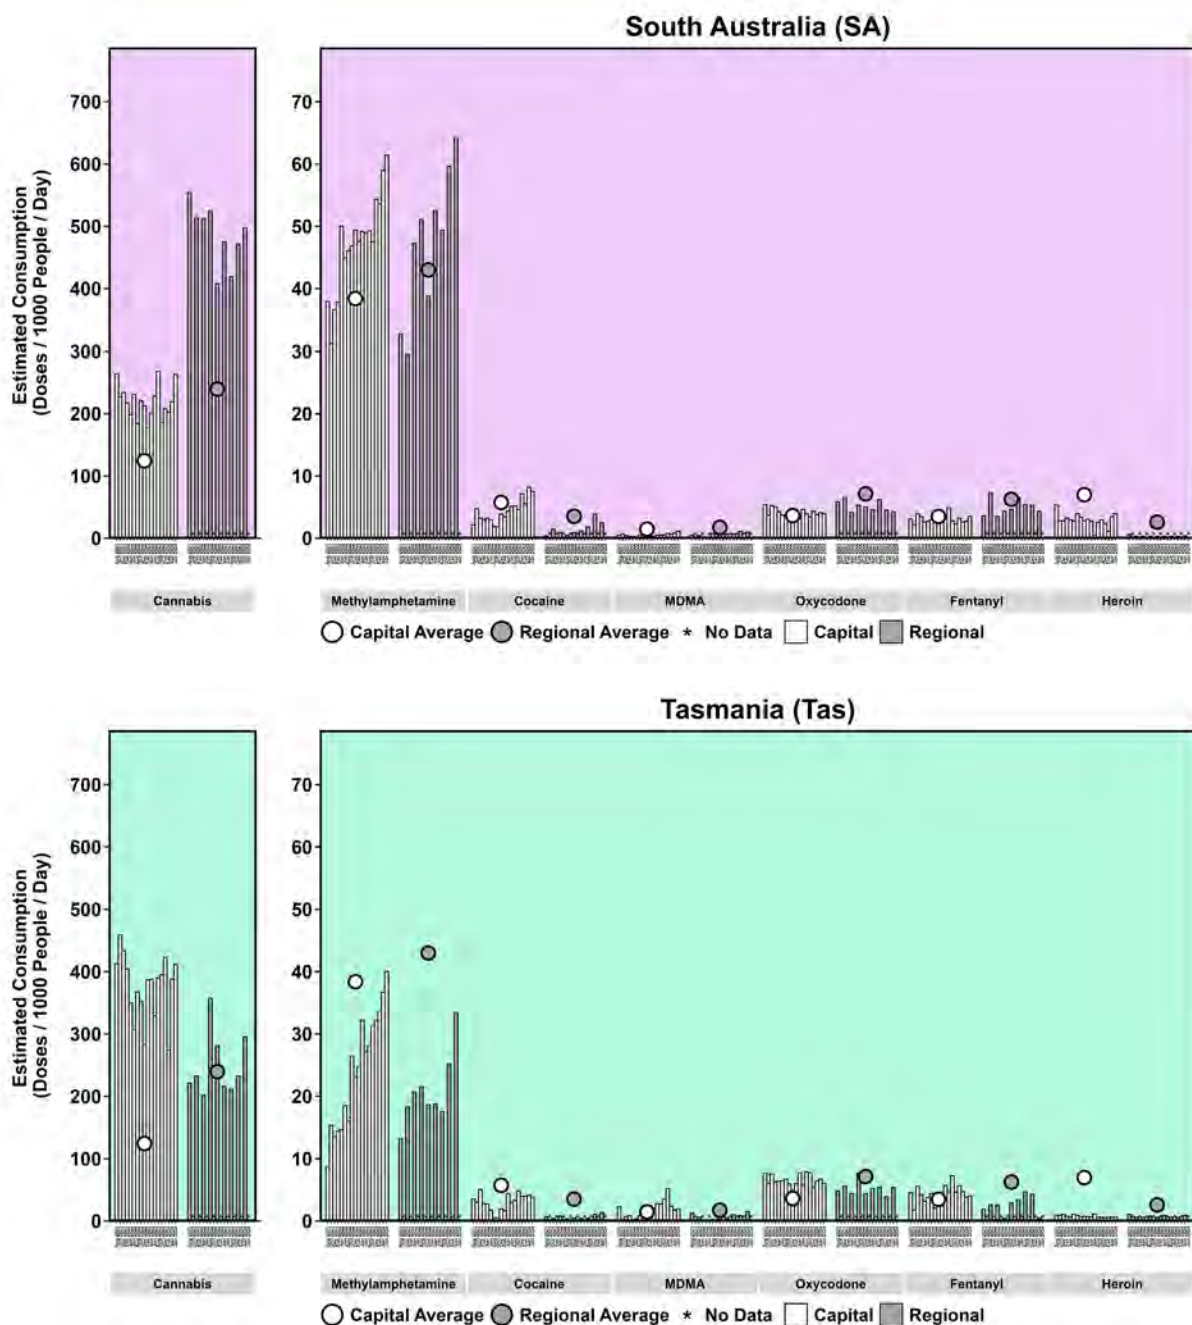 South Australia (SA)
Estimated Consumption
(Doses / 1000 People / Day)
700
600
500
400
300
200
100
0
70
60
50
40
30
20
10
0
Cannabis
Methylamphetamine
Cocaine
MDMA
Oxycodone
Fentanyl
Heroin
Capital Average Regional Average * No Data Capital Regional
Tasmania (Tas)
Estimated Consumption
(Doses / 1000 People / Day)
700
600
500
400
300
200
100
0
70
60
50
40
30
20
10
0
Cannabis
Methylamphetamine
Cocaine
MDMA
Oxycodone
Fentanyl
Heroin
Capital Average Regional Average * No Data Capital Regional